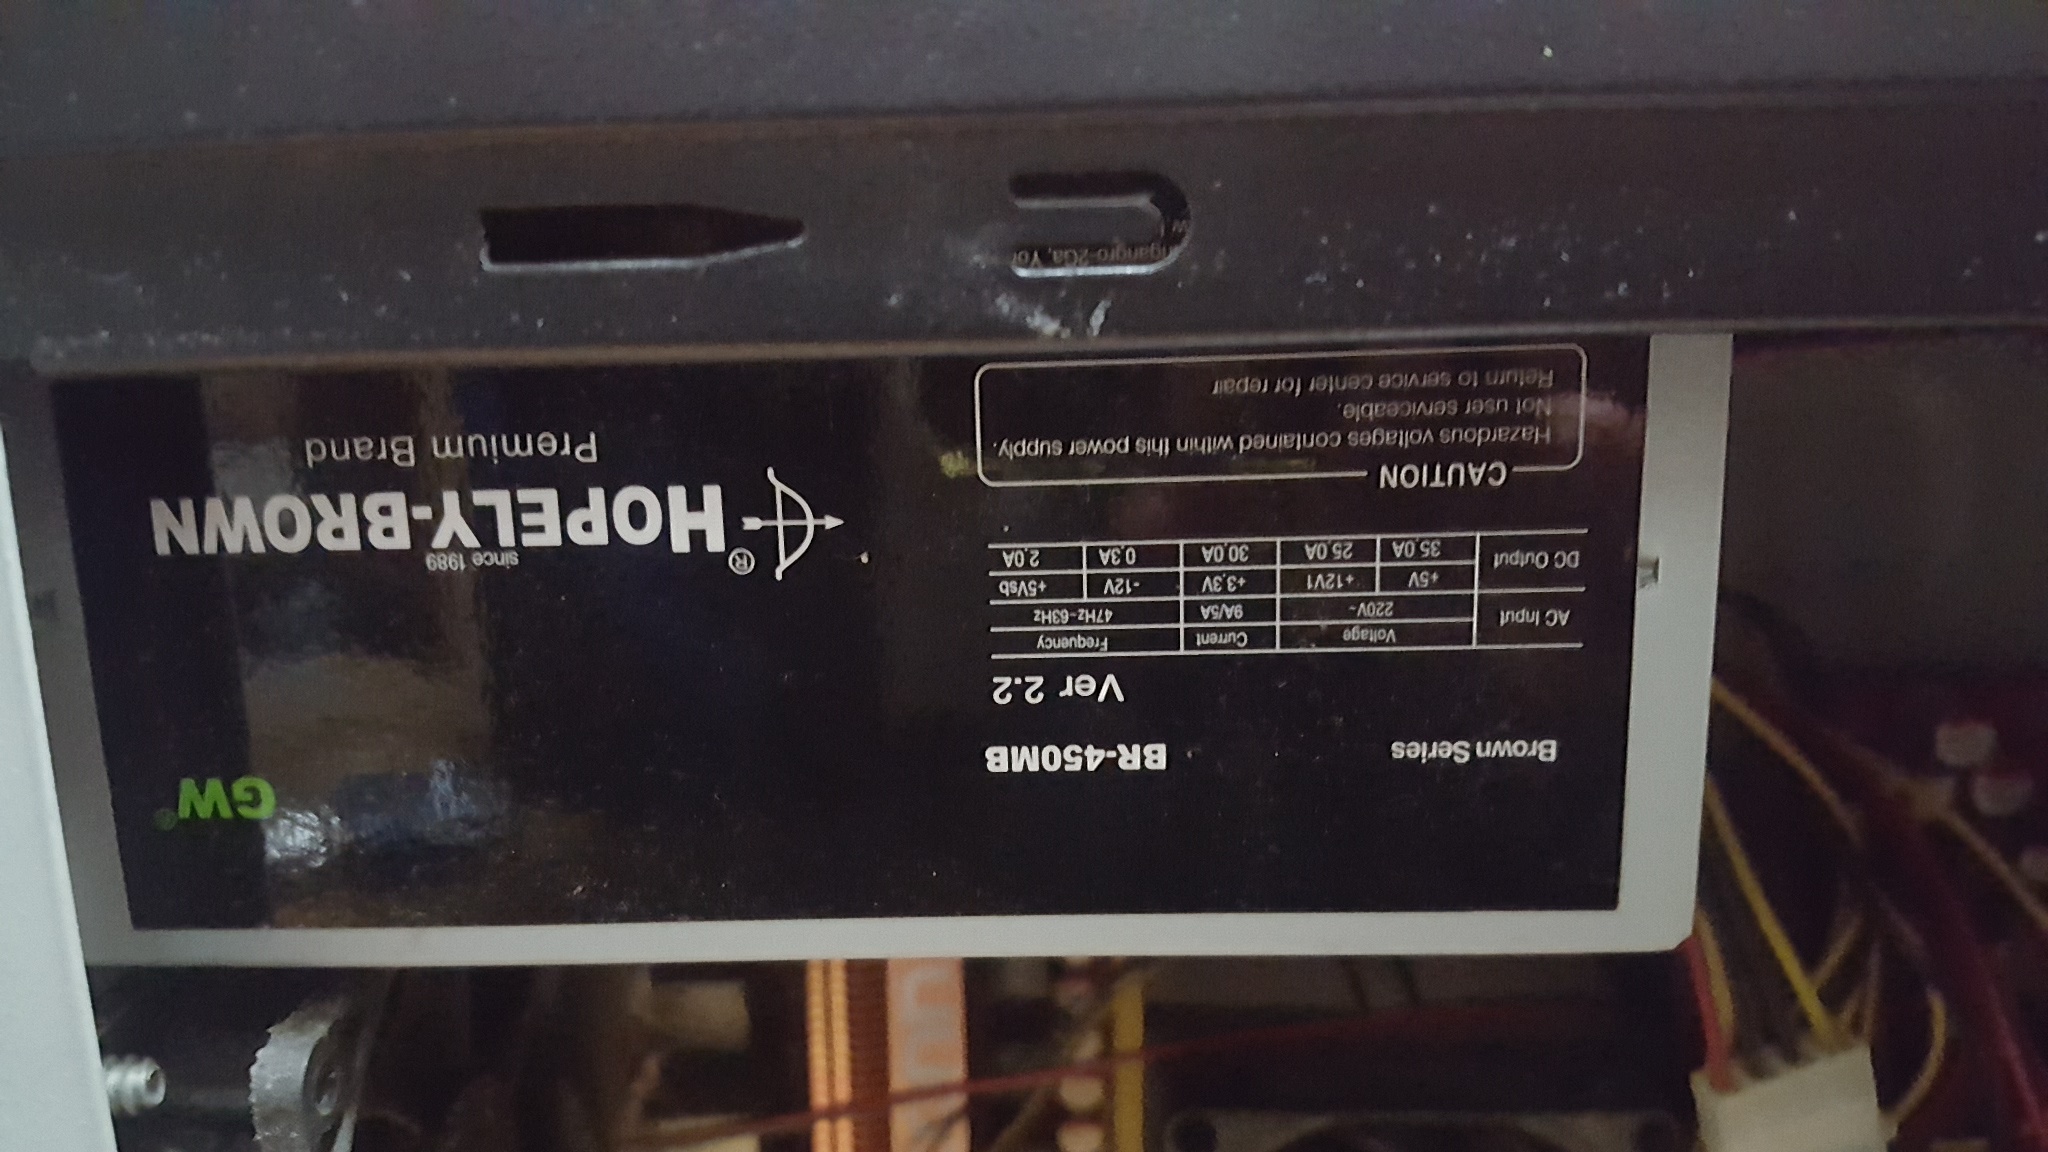 GW®
Brown Series BR-450MB
Ver 2.2
Voltage Current Frequency
AC Input 220V~ 9A/5A 47Hz~63Hz
+5V +12V1 +3.3V -12V +5Vsb
DC Output 35.0A 25.0A 30.0A 0.3A 2.0A
CAUTION
Hazardous voltages contained within this power supply.
Not user serviceable.
Return to service center for repair
since 1989
HOPELY-BROWN®
Premium Brand
ngangro-2Ga, Yor